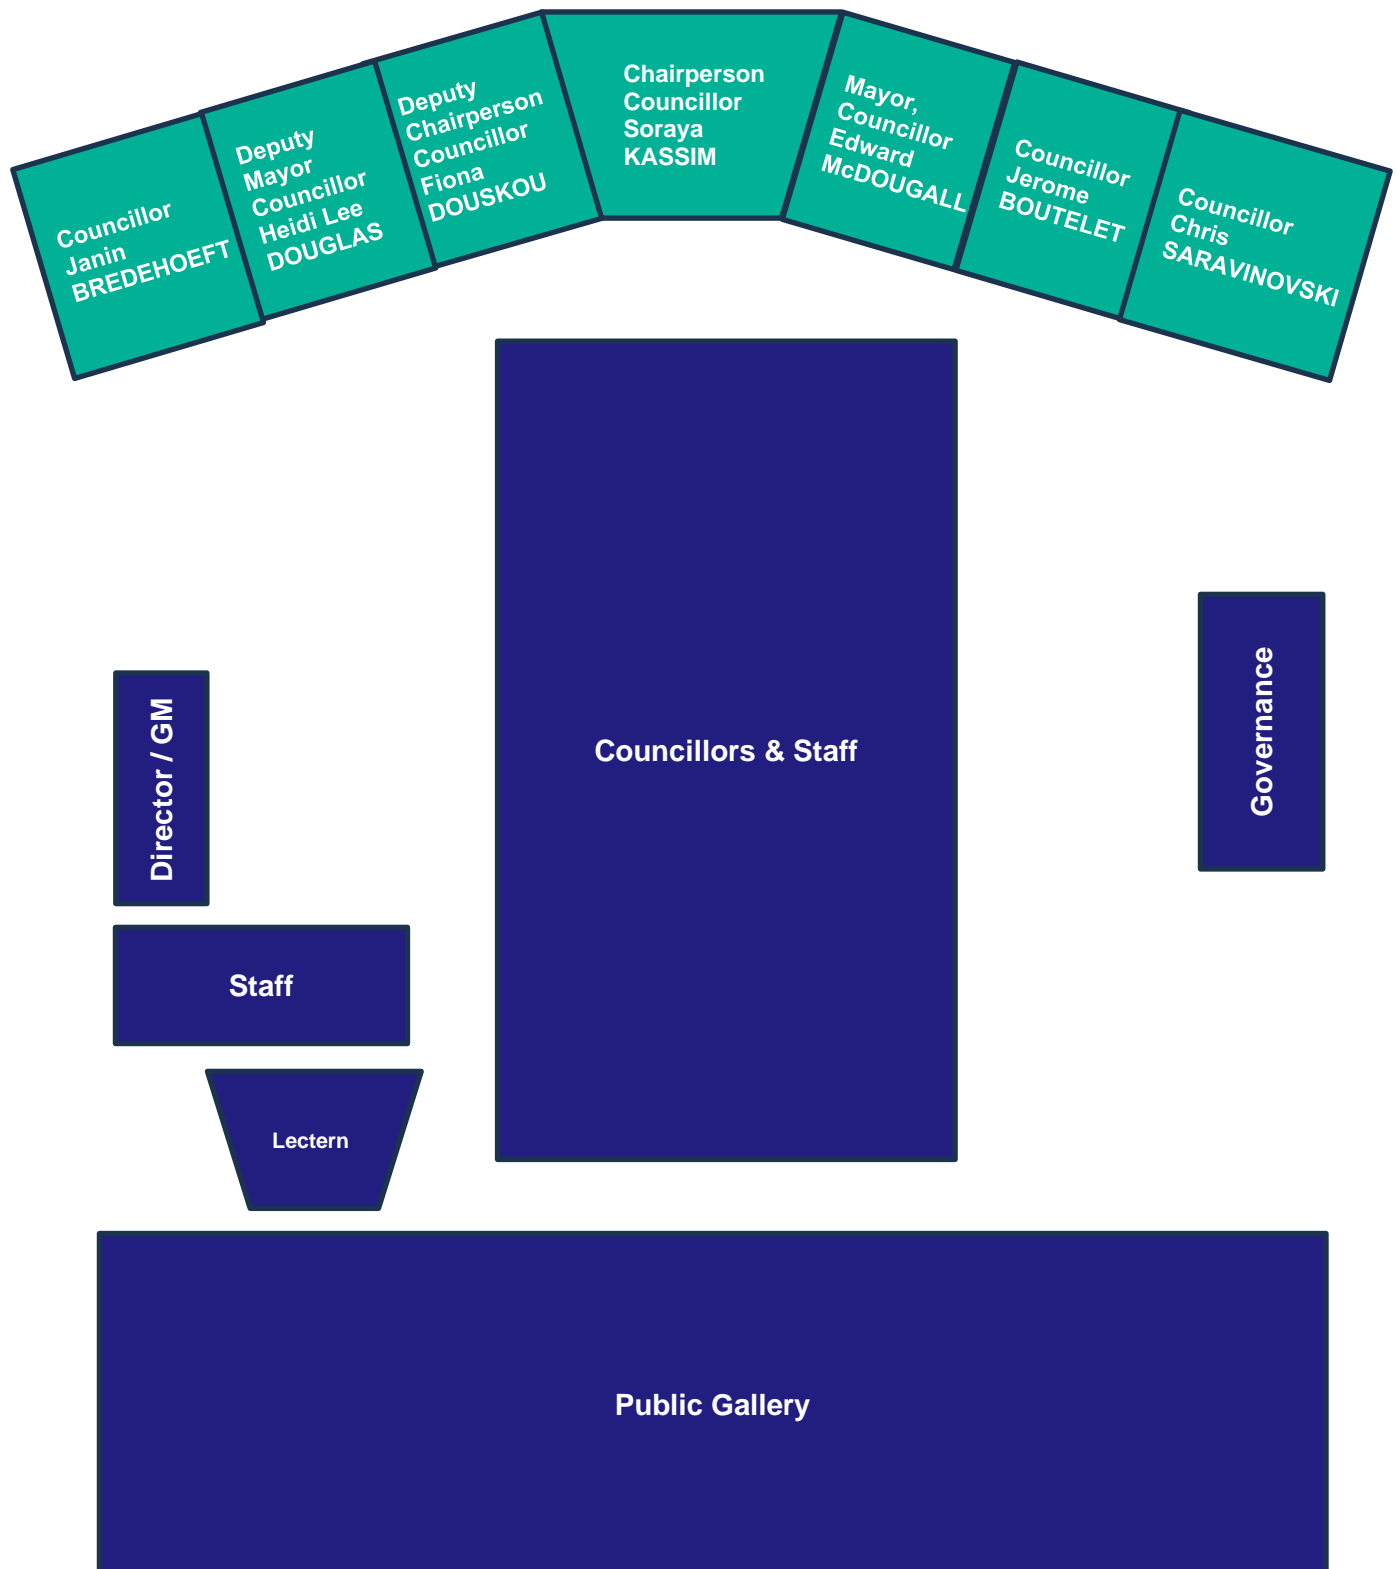 Councillor
Janin
BREDEHOEFT
Deputy
Mayor
Councillor
Heidi Lee
DOUGLAS
Deputy
Chairperson
Councillor
Fiona
DOUSKOU
Chairperson
Councillor
Soraya
KASSIM
Mayor,
Councillor
Edward
McDOUGALL
Councillor
Jerome
BOUTELET
Councillor
Chris
SARAVINOVSKI
Director / GM
Councillors & Staff
Governance
Staff
Lectern
Public Gallery